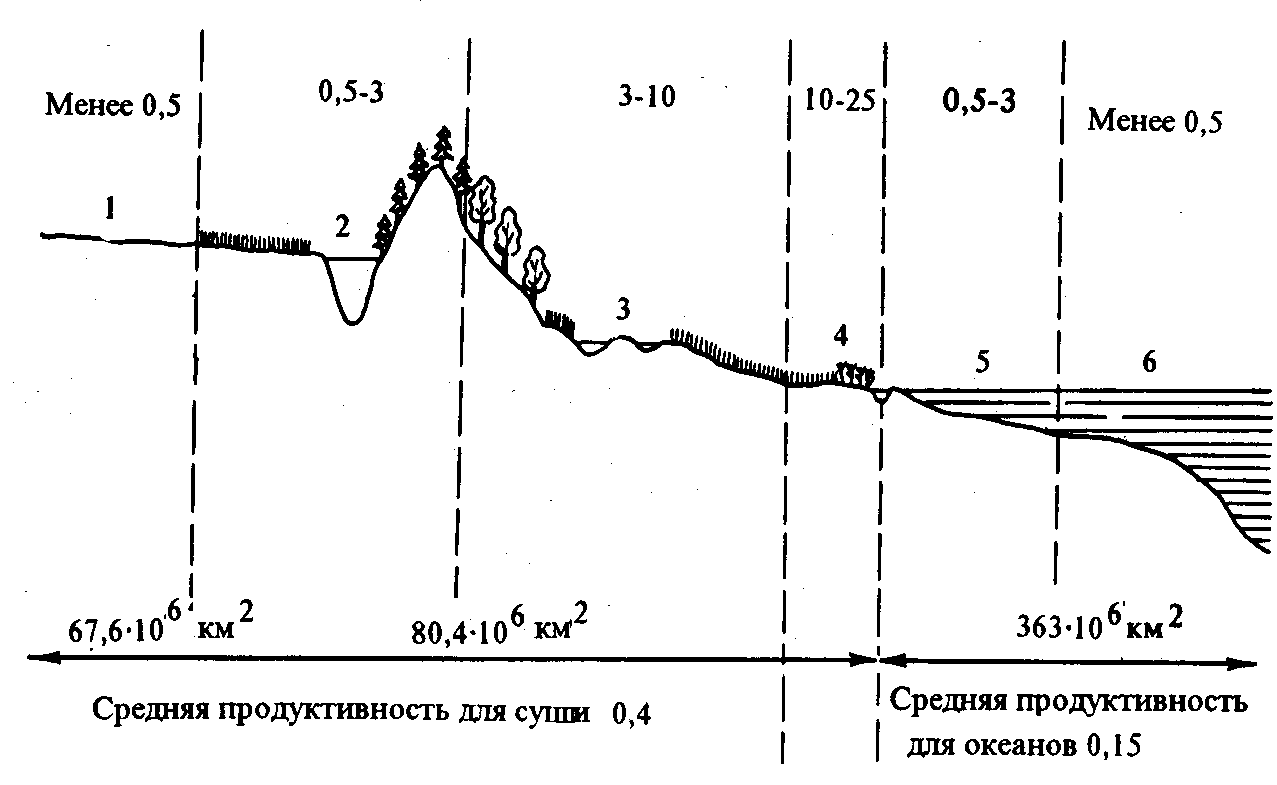 Менее 0,5
0,5-3
3-10
10-25
0,5-3
Менее 0,5
1
2
3
4
5
6
67,6·10⁶ км²
80,4·10⁶ км²
363·10⁶ км²
Средняя продуктивность для суши 0,4
Средняя продуктивность
для океанов 0,15